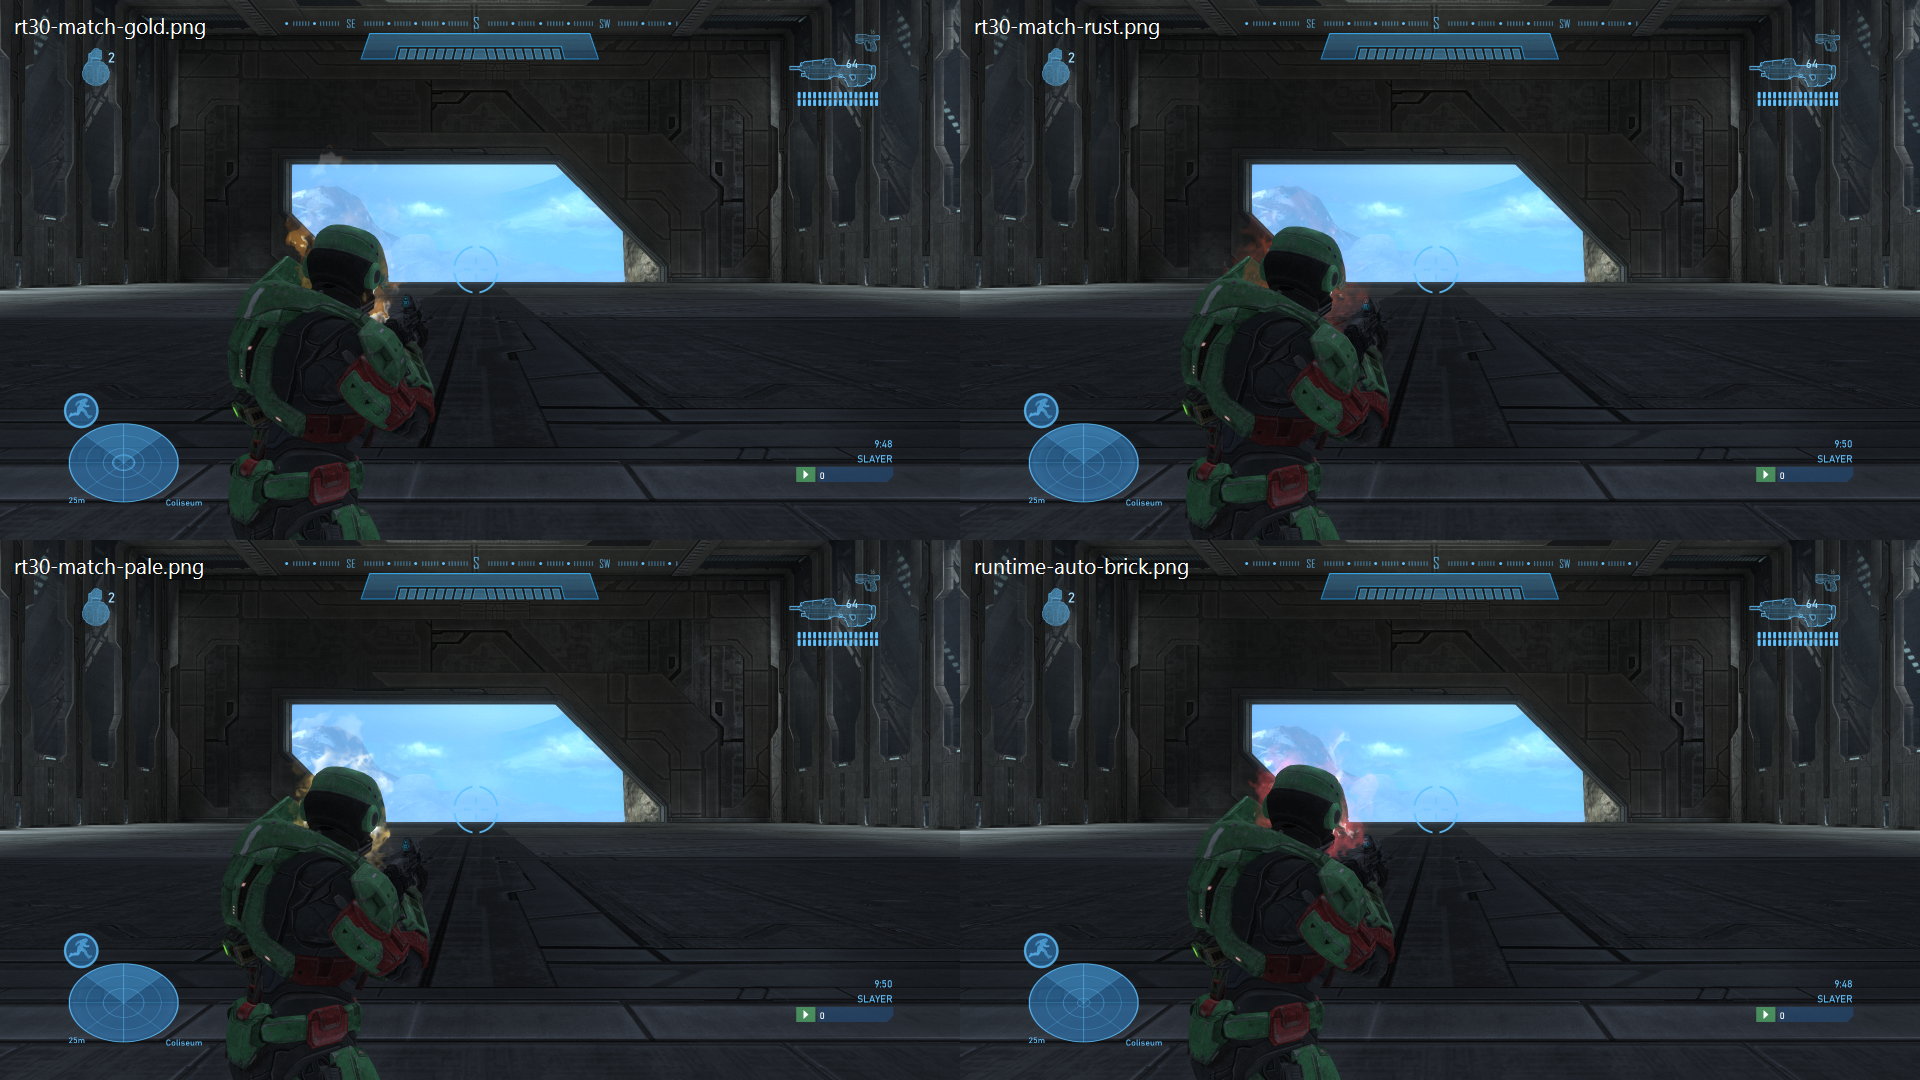 rt30-match-gold.png
SE S SW
2
64
9:48
SLAYER
0
25m
Coliseum
rt30-match-rust.png
SE S SW
2
64
9:50
SLAYER
0
25m
Coliseum
rt30-match-pale.png
SE S SW
2
64
9:50
SLAYER
0
25m
Coliseum
runtime-auto-brick.png
SE S SW
2
64
9:48
SLAYER
0
25m
Coliseum